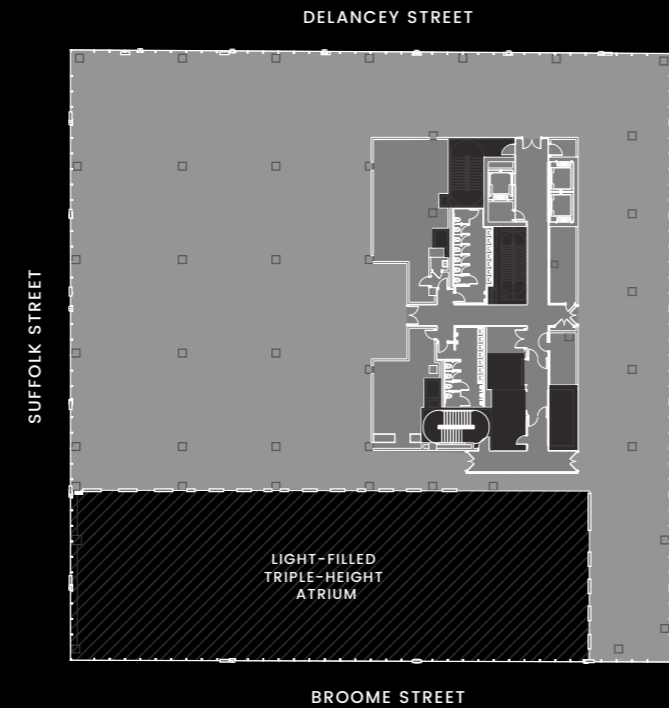 DELANCEY STREET
SUFFOLK STREET
LIGHT-FILLED
TRIPLE-HEIGHT
ATRIUM
BROOME STREET